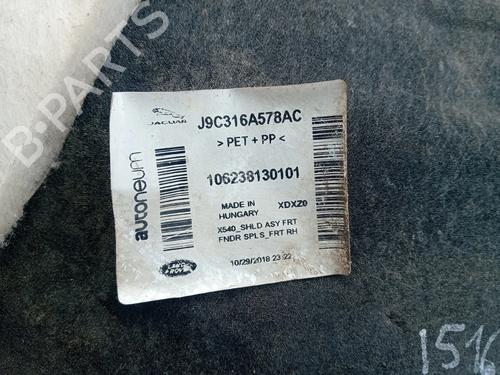 B-PARTS
JAGUAR
J9C316A578AC
> PET + PP <
autoneum
106238130101
MADE IN XDXZ0
HUNGARY
X540_SHLD ASY FRT
FNDR SPLS_FRT RH
LAND
ROVER
10/29/2018 23:22
1516